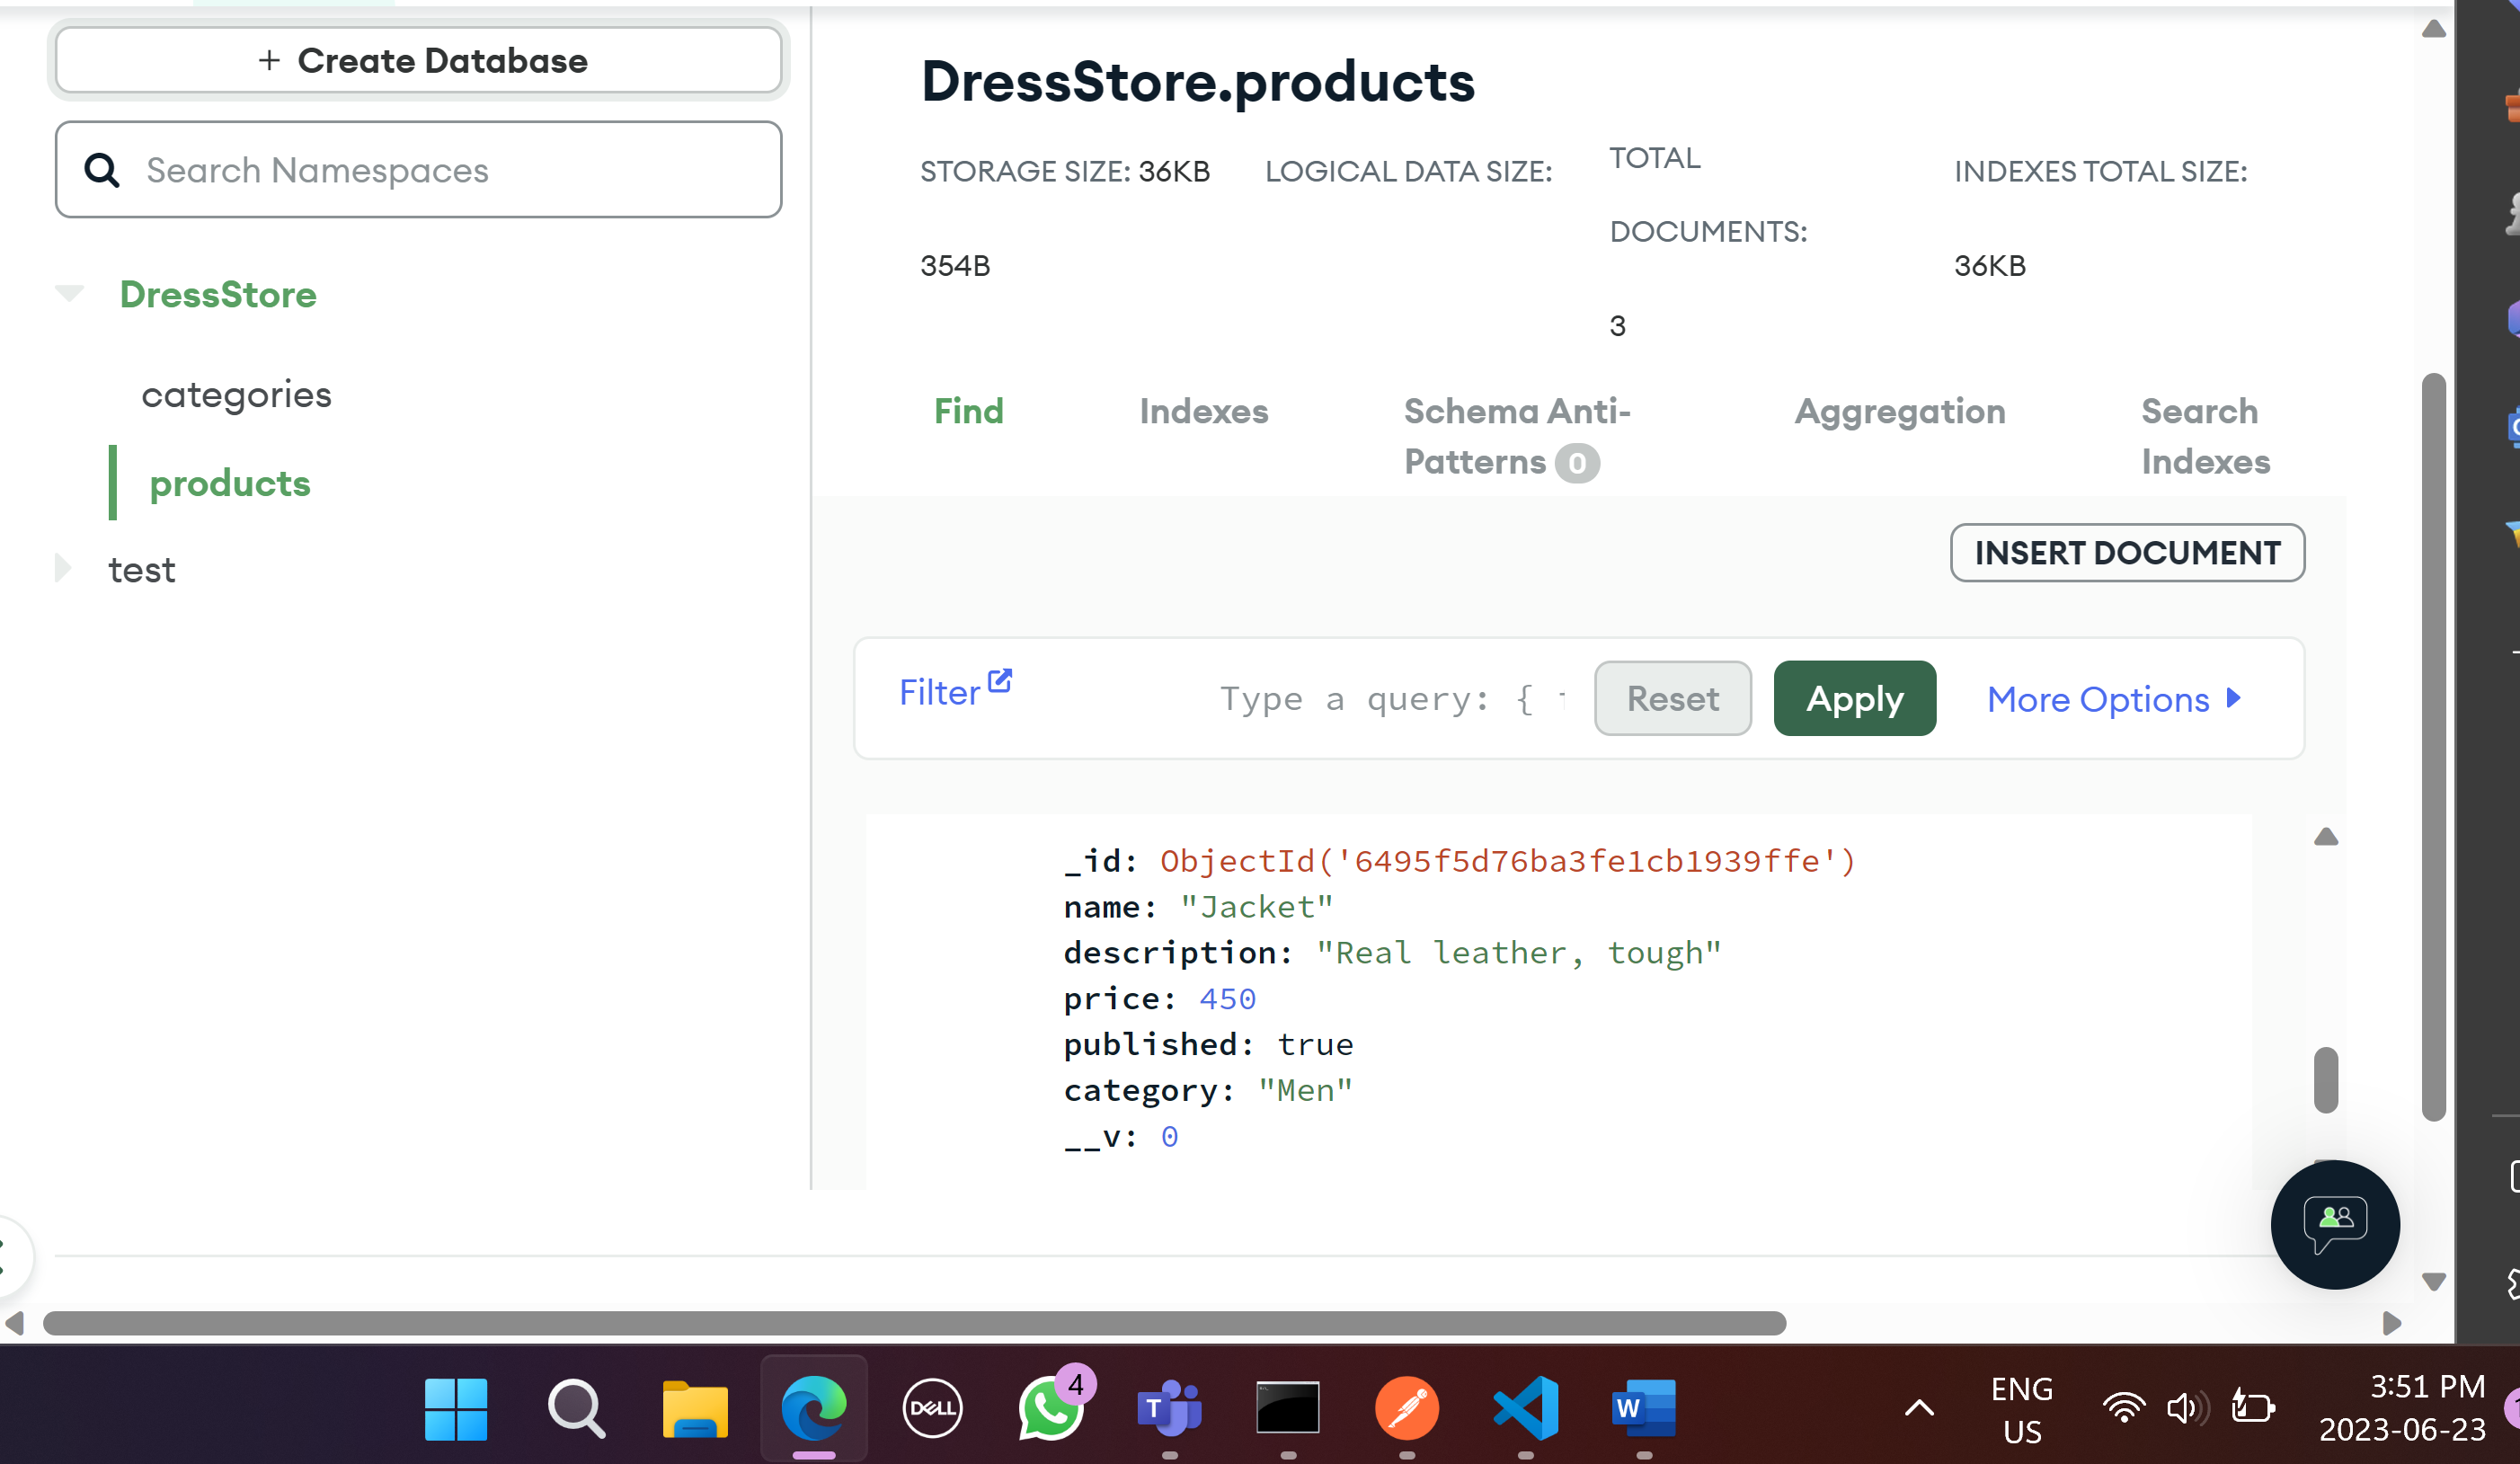 + Create Database
Search Namespaces
DressStore
categories
products
test
DressStore.products
STORAGE SIZE: 36KB
LOGICAL DATA SIZE:
354B
TOTAL
DOCUMENTS:
3
INDEXES TOTAL SIZE:
36KB
Find
Indexes
Schema Anti-
Patterns 0
Aggregation
Search
Indexes
INSERT DOCUMENT
Filter
Type a query: {
Reset
Apply
More Options
_id: ObjectId('6495f5d76ba3fe1cb1939ffe')
name: "Jacket"
description: "Real leather, tough"
price: 450
published: true
category: "Men"
__v: 0
DELL
4
T
W
ENG
US
3:51 PM
2023-06-23